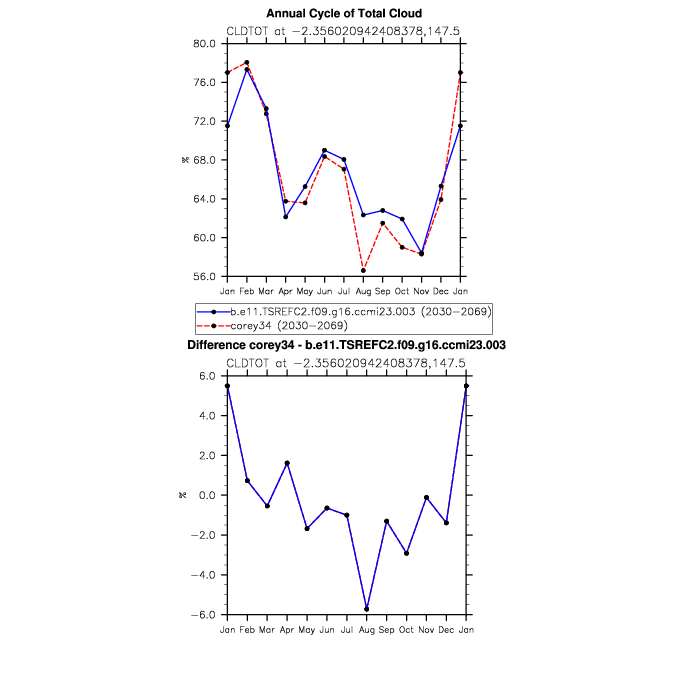 Annual Cycle of Total Cloud
CLDTOT at −2.356020942408378,147.5
80.0
76.0
72.0
68.0
64.0
60.0
56.0
%
Jan Feb Mar Apr May Jun Jul Aug Sep Oct Nov Dec Jan
b.e11.TSREFC2.f09.g16.ccmi23.003 (2030−2069)
corey34 (2030−2069)
Difference corey34 - b.e11.TSREFC2.f09.g16.ccmi23.003
CLDTOT at −2.356020942408378,147.5
6.0
4.0
2.0
0.0
−2.0
−4.0
−6.0
%
Jan Feb Mar Apr May Jun Jul Aug Sep Oct Nov Dec Jan